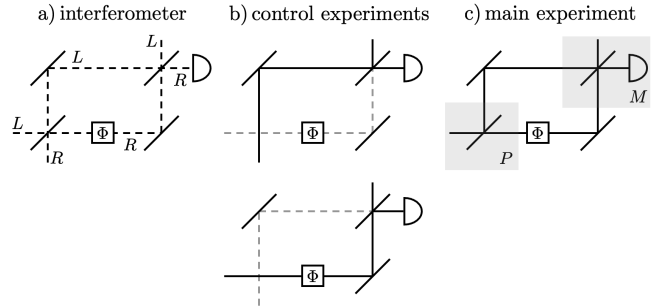 a) interferometer
b) control experiments
c) main experiment
L
L
R
L
R
Φ
R
Φ
Φ
M
P
Φ